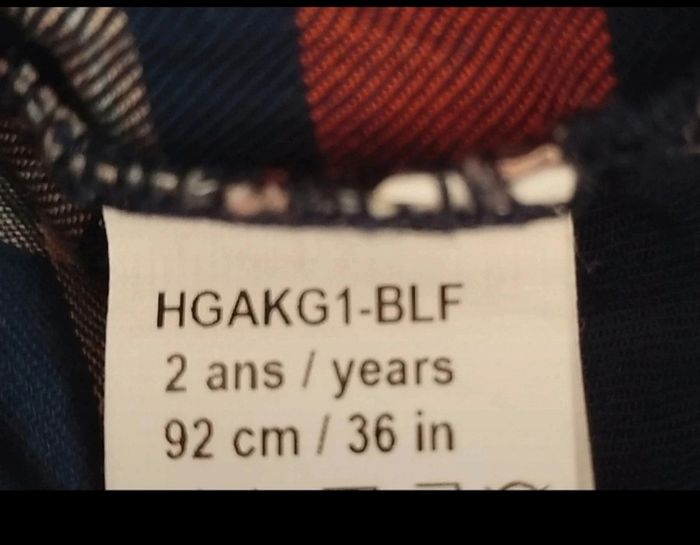 HGAKG1-BLF
2 ans / years
92 cm / 36 in